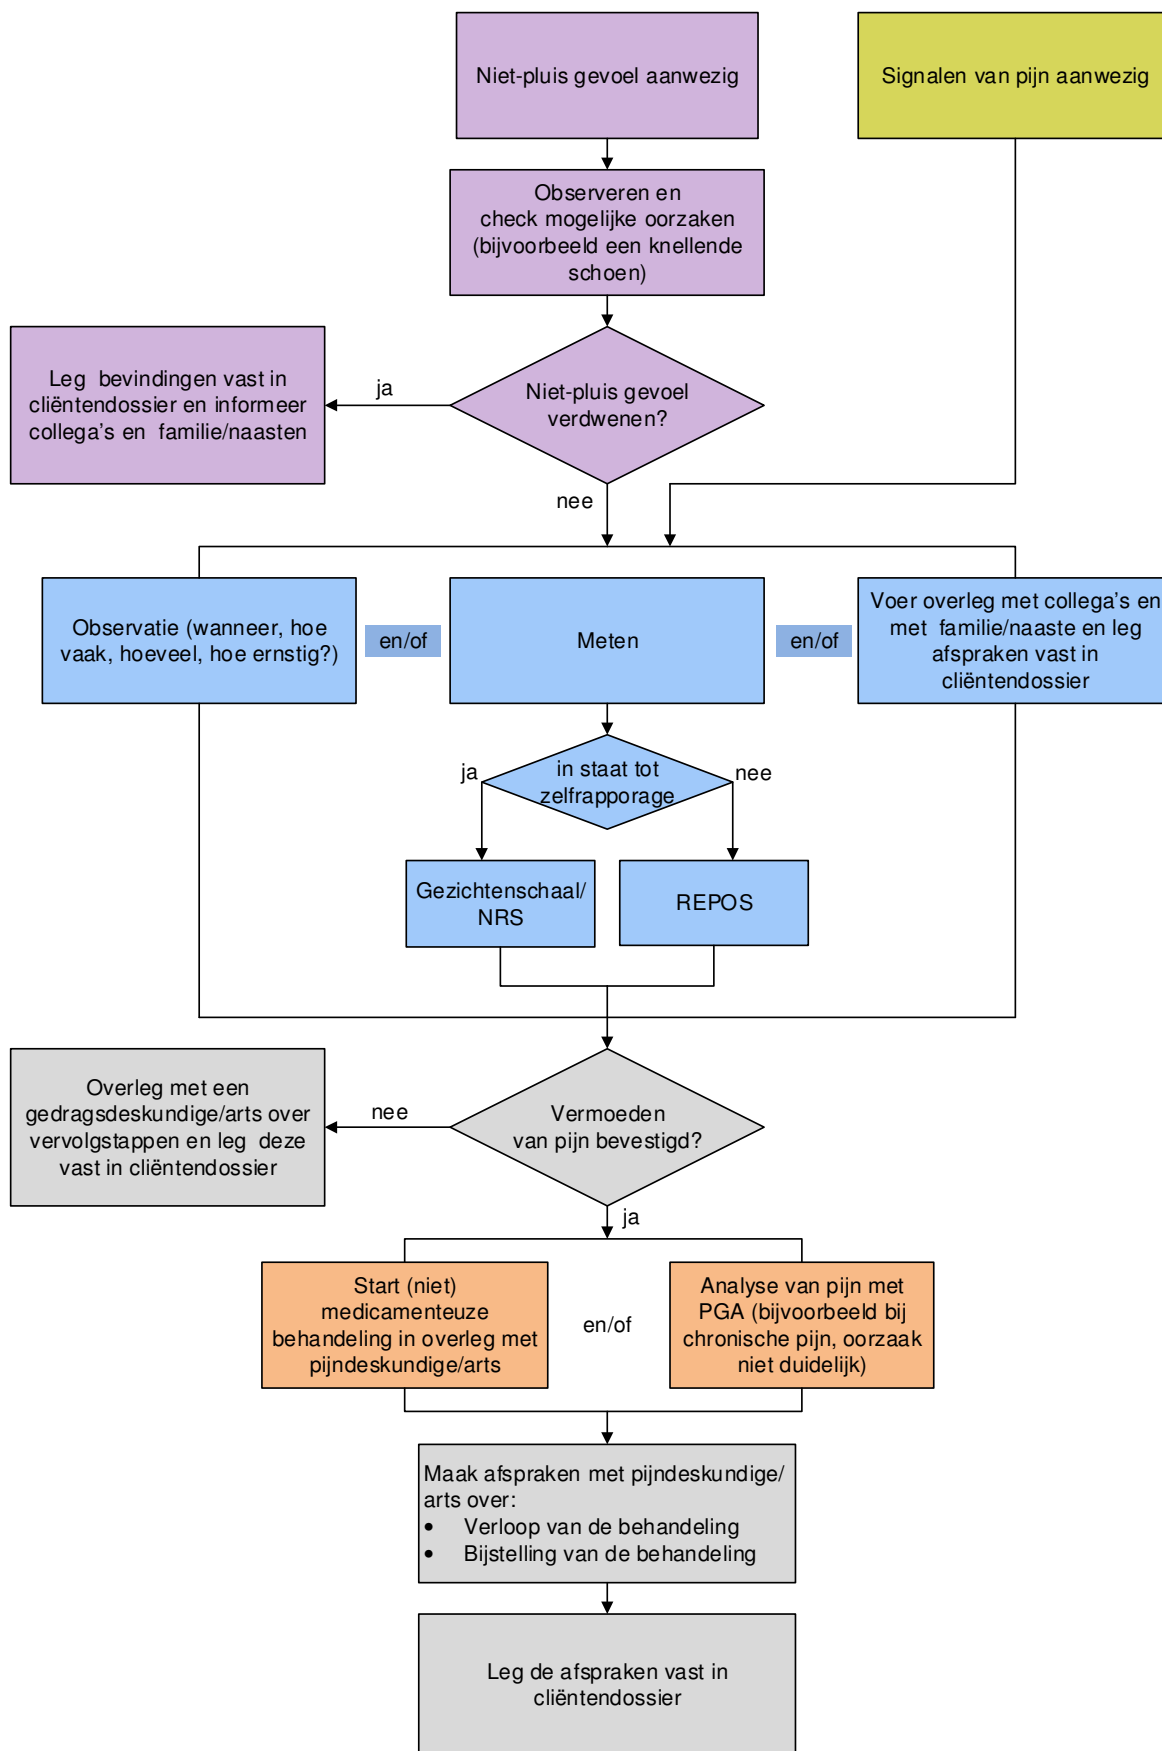 Niet-pluis gevoel aanwezig
Signalen van pijn aanwezig
Observeren en
check mogelijke oorzaken
(bijvoorbeeld een knellende
schoen)
Leg bevindingen vast in
cliëntendossier en informeer
collega's en familie/naasten
ja
Niet-pluis gevoel
verdwenen?
nee
Observatie (wanneer, hoe
vaak, hoeveel, hoe ernstig?)
en/of
Meten
en/of
Voer overleg met collega's en
met familie/naaste en leg
afspraken vast in
cliëntendossier
ja
in staat tot
zelfrapporage
nee
Gezichtenschaal/
NRS
REPOS
Overleg met een
gedragsdeskundige/arts over
vervolgstappen en leg deze
vast in cliëntendossier
nee
Vermoeden
van pijn bevestigd?
ja
Start (niet)
medicamenteuze
behandeling in overleg met
pijndeskundige/arts
en/of
Analyse van pijn met
PGA (bijvoorbeeld bij
chronische pijn, oorzaak
niet duidelijk)
Maak afspraken met pijndeskundige/
arts over:
• Verloop van de behandeling
• Bijstelling van de behandeling
Leg de afspraken vast in
cliëntendossier